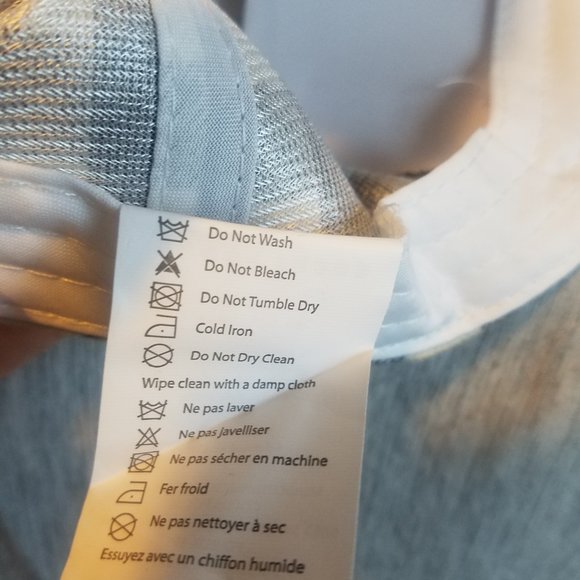 Do Not Wash
Do Not Bleach
Do Not Tumble Dry
Cold Iron
Do Not Dry Clean
Wipe clean with a damp cloth
Ne pas laver
Ne pas javelliser
Ne pas sécher en machine
Fer froid
Ne pas nettoyer à sec
Essuyez avec un chiffon humide